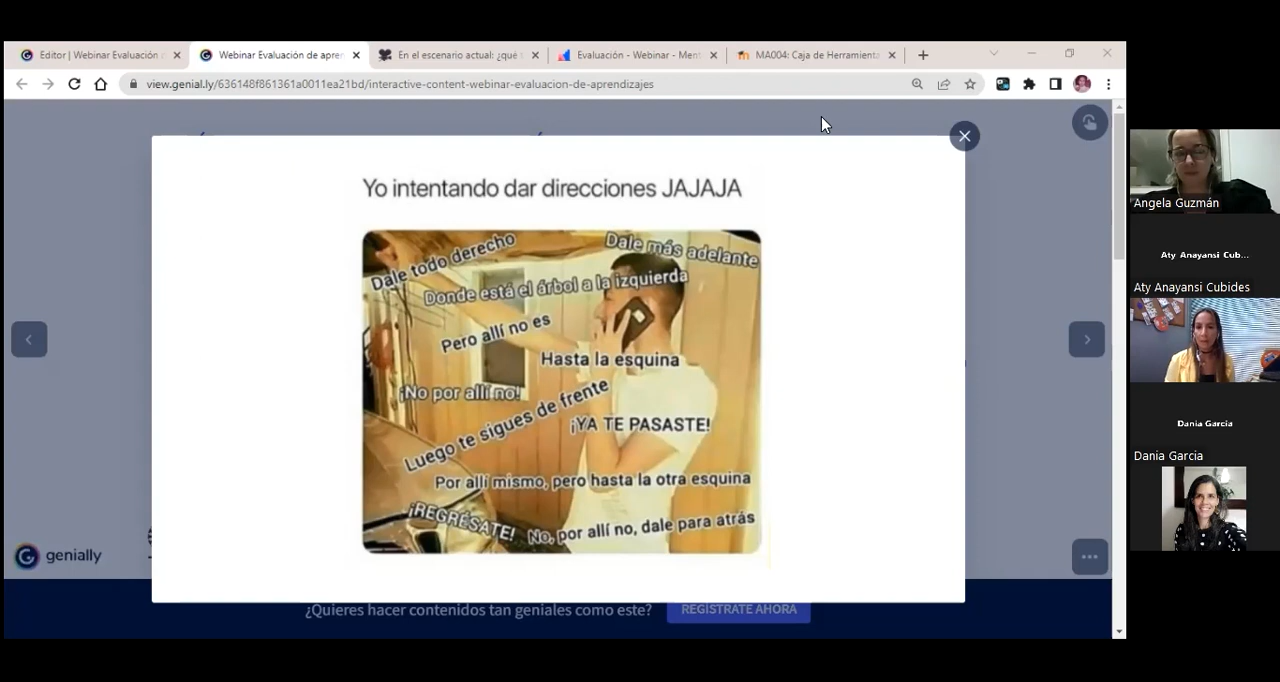 Editor | Webinar Evaluación
Webinar Evaluación de apren
En el escenario actual: ¿qué
Evaluación - Webinar - Ment
MA004: Caja de Herramienta
view.genial.ly/636148f861361a0011ea21bd/interactive-content-webinar-evaluacion-de-aprendizajes
Yo intentando dar direcciones JAJAJA
Dale todo derecho
Dale más adelante
Donde está el árbol a la izquierda
Pero allí no es
Hasta la esquina
¡No por allí no!
Luego te sigues de frente
¡YA TE PASASTE!
Por allí mismo, pero hasta la otra esquina
¡REGRÉSATE!
No, por allí no, dale para atrás
genially
¿Quieres hacer contenidos tan geniales como este?
REGÍSTRATE AHORA
Angela Guzmán
Aty Anayansi Cub...
Aty Anayansi Cubides
Dania Garcia
Dania Garcia